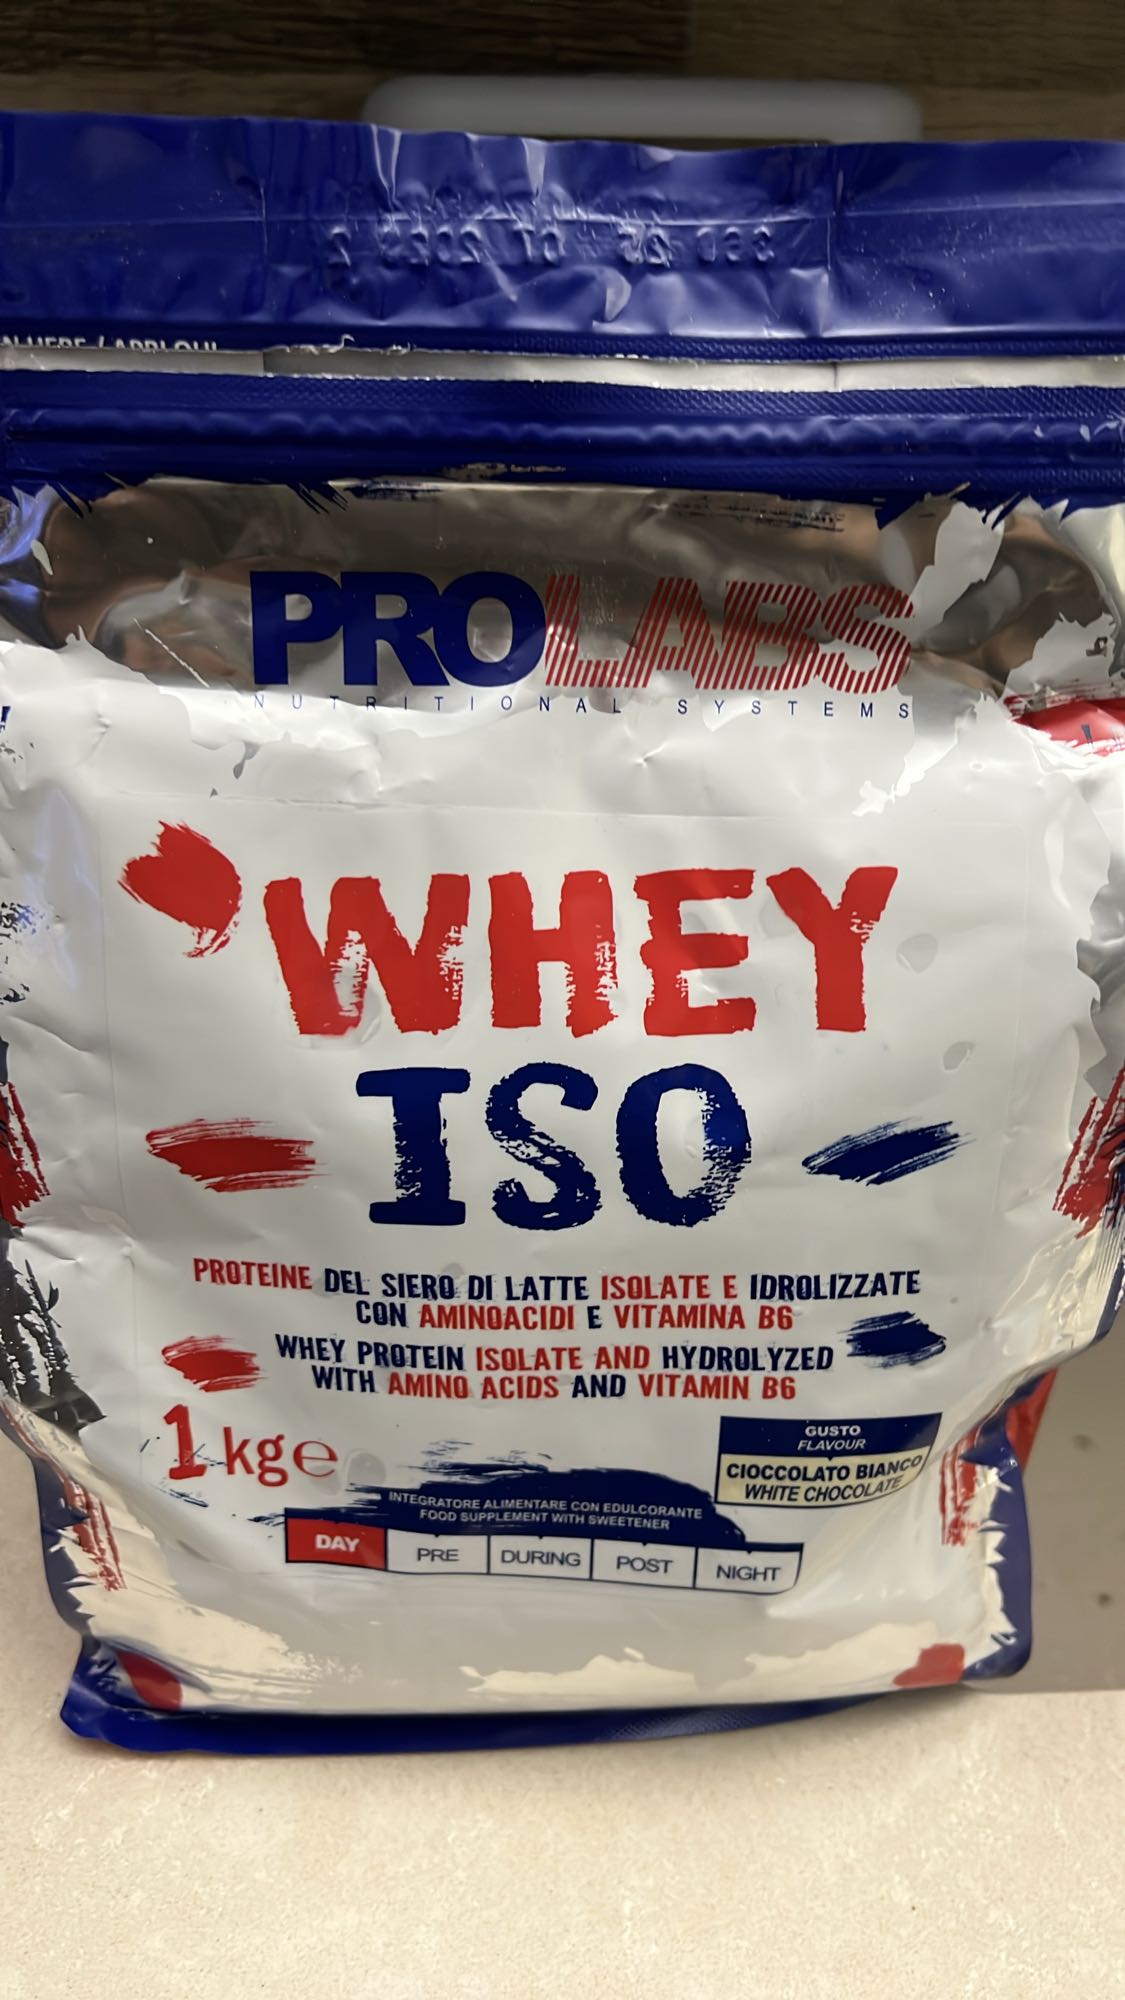 PROLABS
NUTRITIONAL SYSTEMS
WHEY
ISO
PROTEINE DEL SIERO DI LATTE ISOLATE E IDROLIZZATE
CON AMINOACIDI E VITAMINA B6
WHEY PROTEIN ISOLATE AND HYDROLYZED
WITH AMINO ACIDS AND VITAMIN B6
1 kg e
GUSTO
FLAVOUR
CIOCCOLATO BIANCO
WHITE CHOCOLATE
INTEGRATORE ALIMENTARE CON EDULCORANTE
FOOD SUPPLEMENT WITH SWEETENER
DAY PRE DURING POST NIGHT